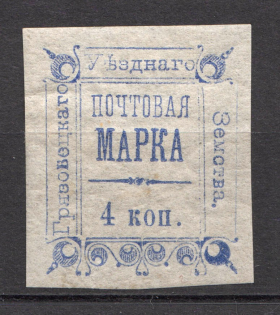 Грязовецкаго
Уѣзднаго
Земства.
ПОЧТОВАЯ
МАРКА
4 коп.